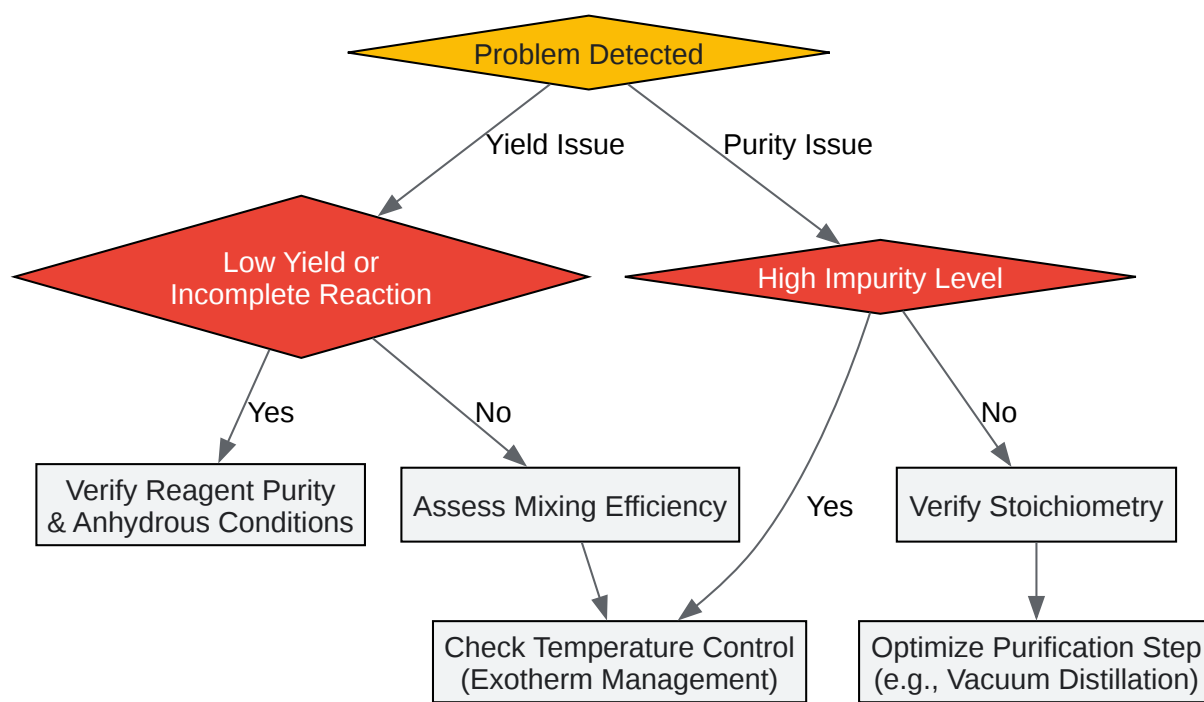 Problem Detected
Yield Issue
Purity Issue
Low Yield or
Incomplete Reaction
High Impurity Level
Yes
No
No
Verify Reagent Purity
& Anhydrous Conditions
Assess Mixing Efficiency
Yes
Verify Stoichiometry
Check Temperature Control
(Exotherm Management)
Optimize Purification Step
(e.g., Vacuum Distillation)